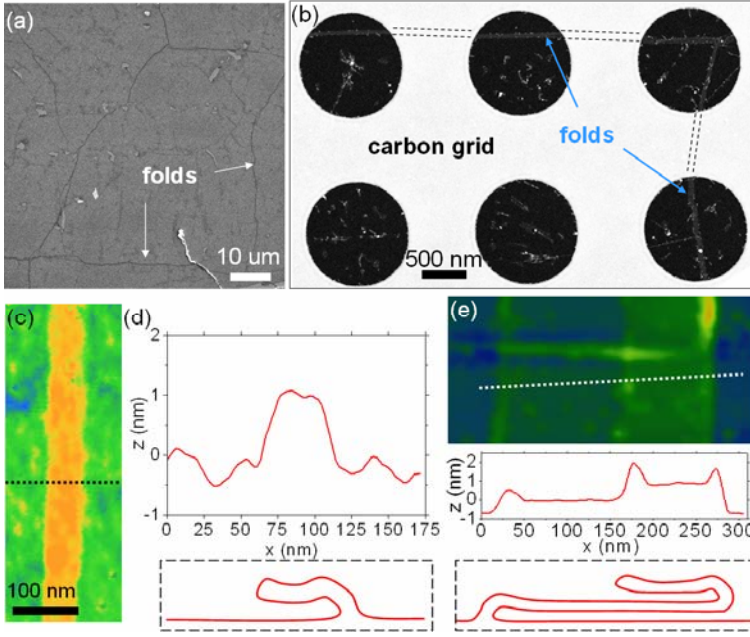 (a)
folds
10 um
(b)
folds
carbon grid
500 nm
(c)
100 nm
(d)
z (nm)
2
1
0
-1
0 25 50 75 100 125 150 175
x (nm)
(e)
z (nm)
2
1
0
-1
0 50 100 150 200 250 300
x (nm)